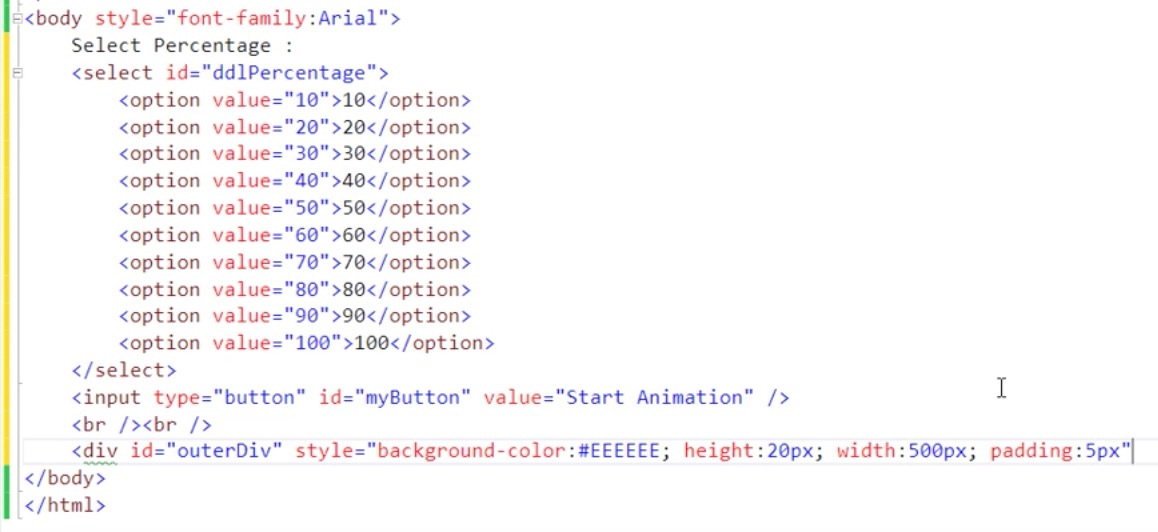 <body style="font-family:Arial">
    Select Percentage :
    <select id="ddlPercentage">
        <option value="10">10</option>
        <option value="20">20</option>
        <option value="30">30</option>
        <option value="40">40</option>
        <option value="50">50</option>
        <option value="60">60</option>
        <option value="70">70</option>
        <option value="80">80</option>
        <option value="90">90</option>
        <option value="100">100</option>
    </select>
    <input type="button" id="myButton" value="Start Animation" />
    <br /><br />
    <div id="outerDiv" style="background-color:#EEEEEE; height:20px; width:500px; padding:5px"
</body>
</html>